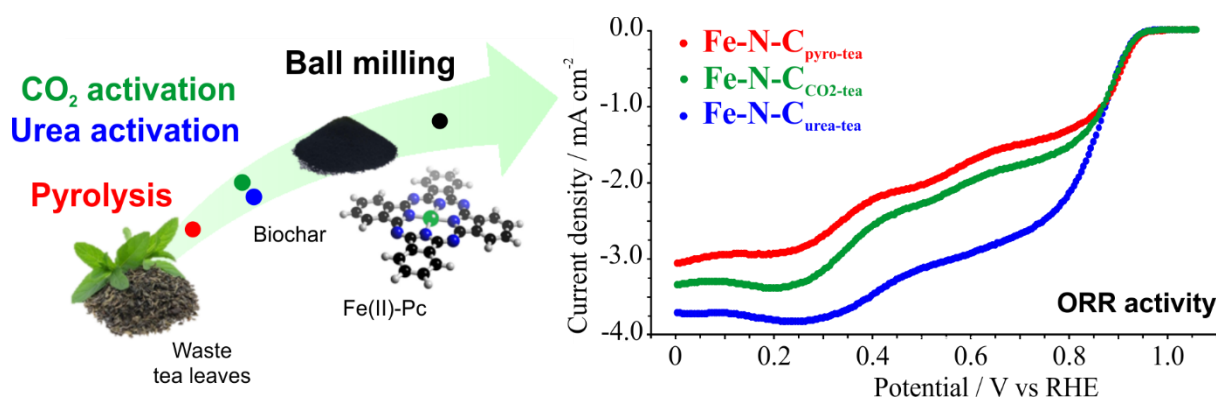 CO₂ activation
Urea activation
Ball milling
Pyrolysis
Biochar
Fe(II)-Pc
Waste
tea leaves
Fe-N-Cpyro-tea
Fe-N-CCO2-tea
Fe-N-Curea-tea
Current density / mA cm⁻²
0.0
-1.0
-2.0
-3.0
-4.0
ORR activity
0
0.2
0.4
0.6
0.8
1.0
Potential / V vs RHE